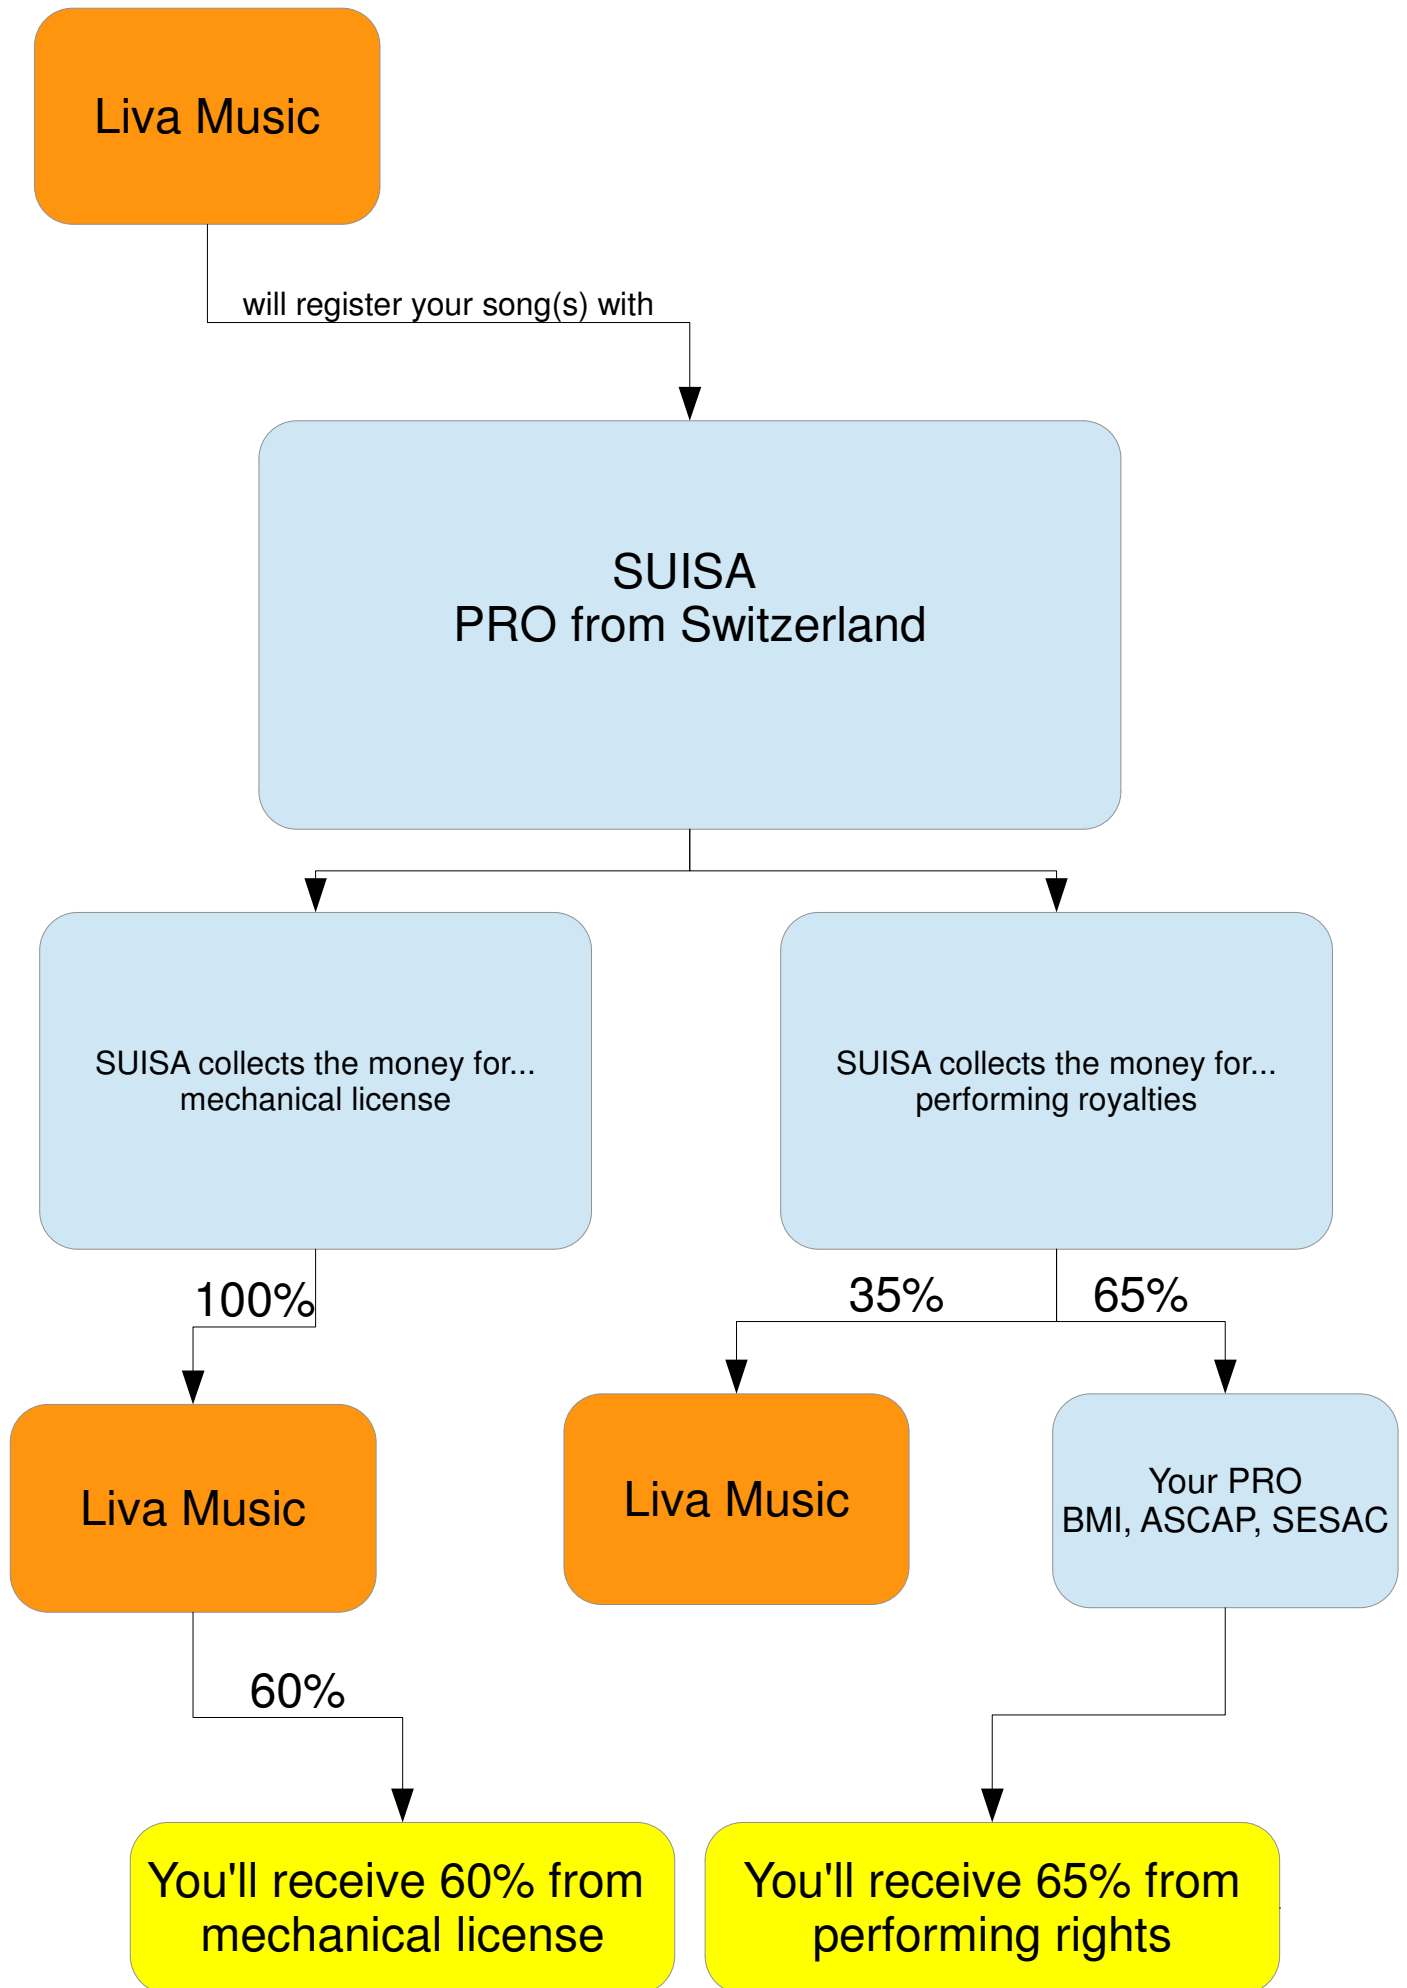 Liva Music
will register your song(s) with
SUISA
PRO from Switzerland
SUISA collects the money for...
mechanical license
SUISA collects the money for...
performing royalties
100%
35%
65%
Liva Music
Liva Music
Your PRO
BMI, ASCAP, SESAC
60%
You'll receive 60% from
mechanical license
You'll receive 65% from
performing rights